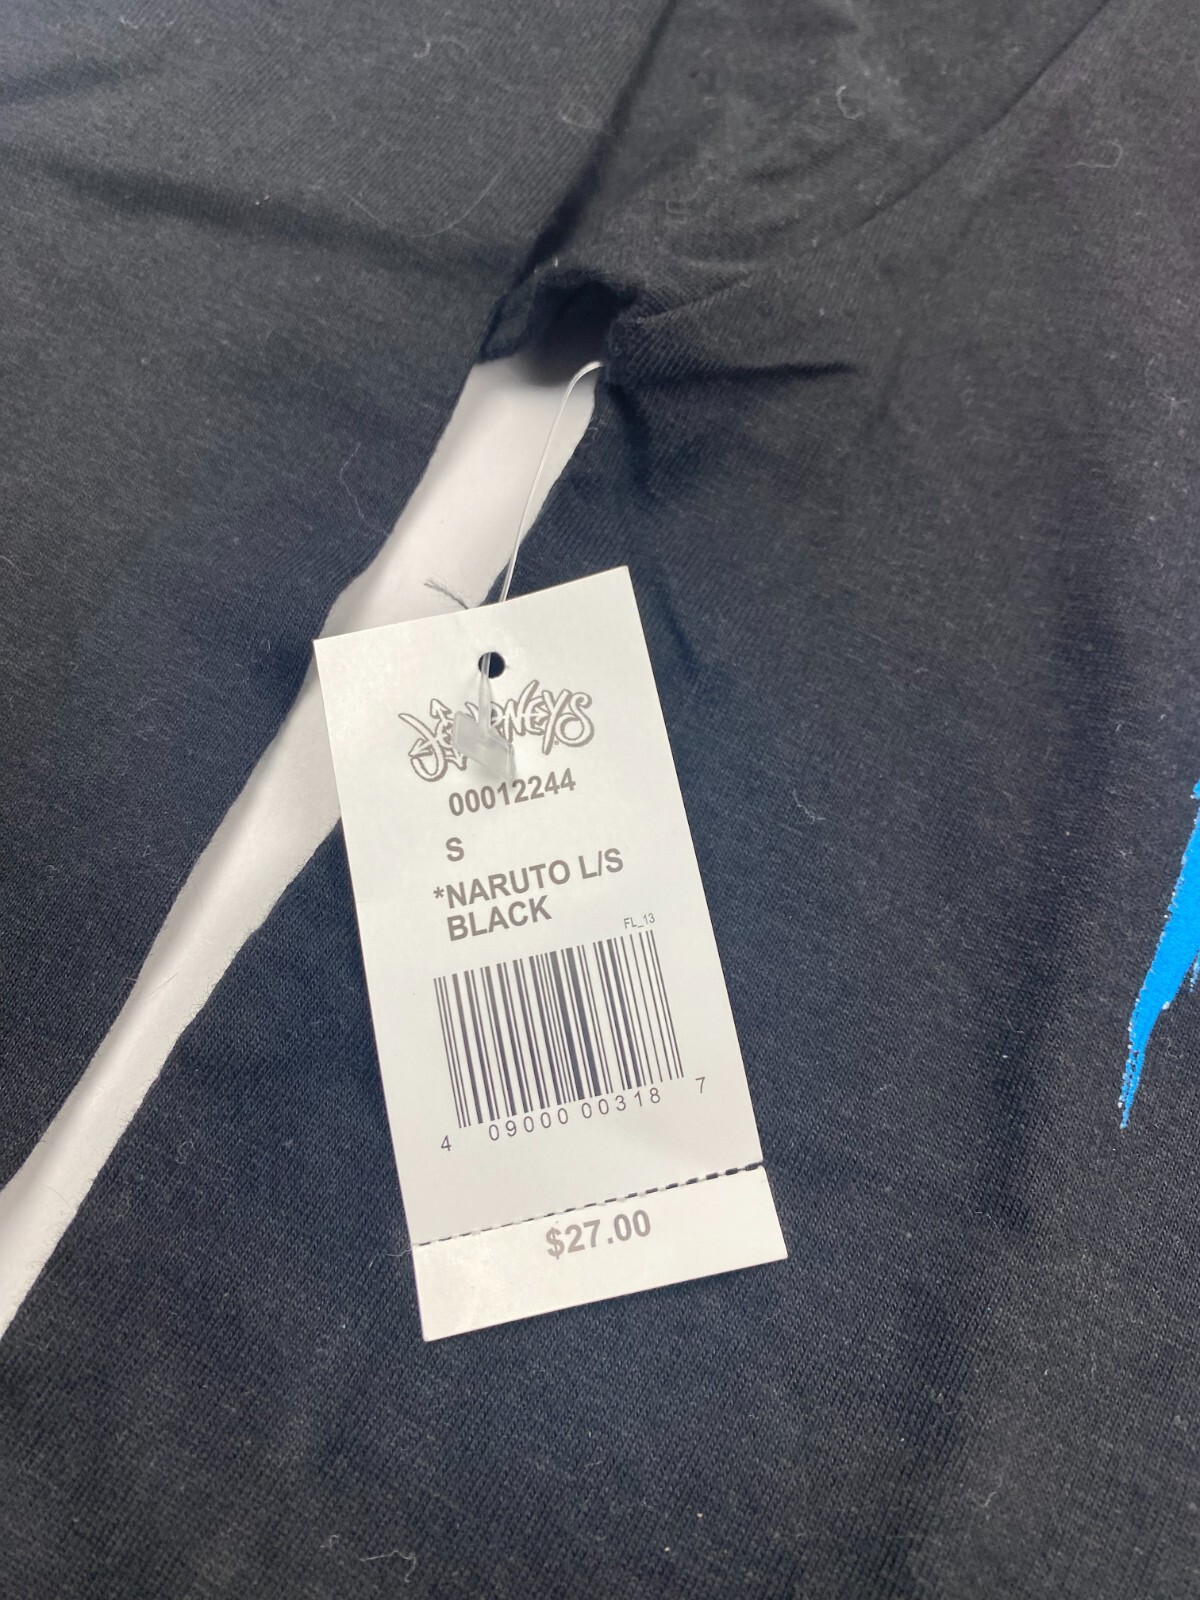 JOURNEYS
00012244
S
*NARUTO L/S
BLACK
FL_13
4 09000 00318 7
$27.00